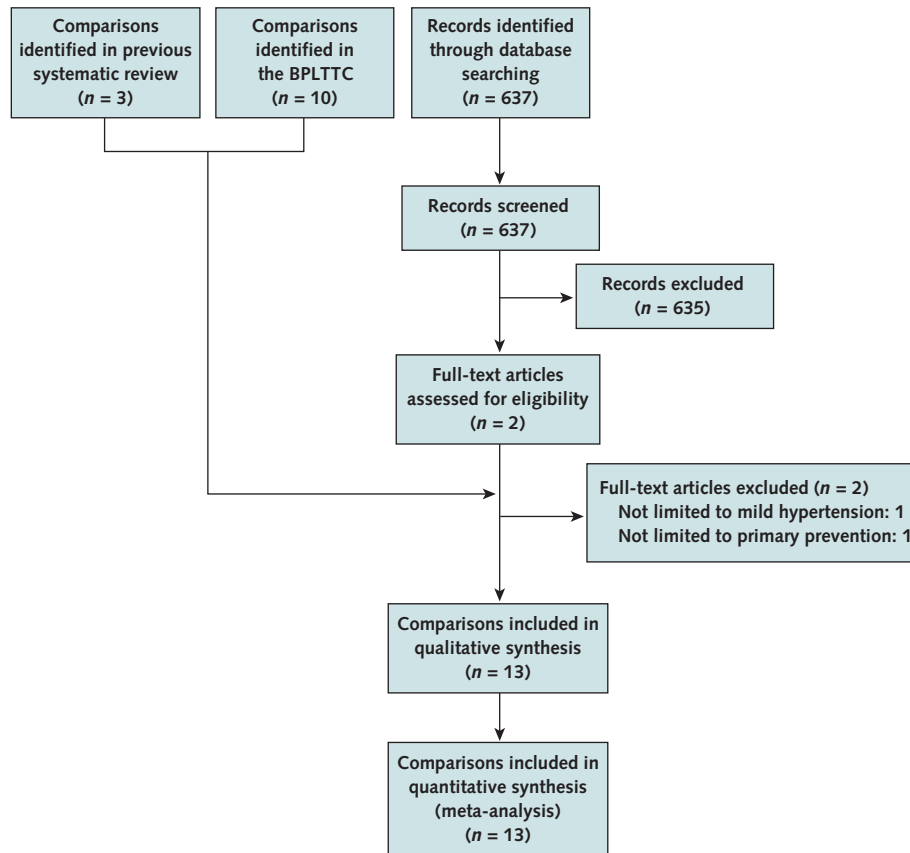 Comparisons
identified in previous
systematic review
(n = 3)
Comparisons
identified in
the BPLTTC
(n = 10)
Records identified
through database
searching
(n = 637)
Records screened
(n = 637)
Records excluded
(n = 635)
Full-text articles
assessed for eligibility
(n = 2)
Full-text articles excluded (n = 2)
Not limited to mild hypertension: 1
Not limited to primary prevention: 1
Comparisons included in
qualitative synthesis
(n = 13)
Comparisons included in
quantitative synthesis
(meta-analysis)
(n = 13)